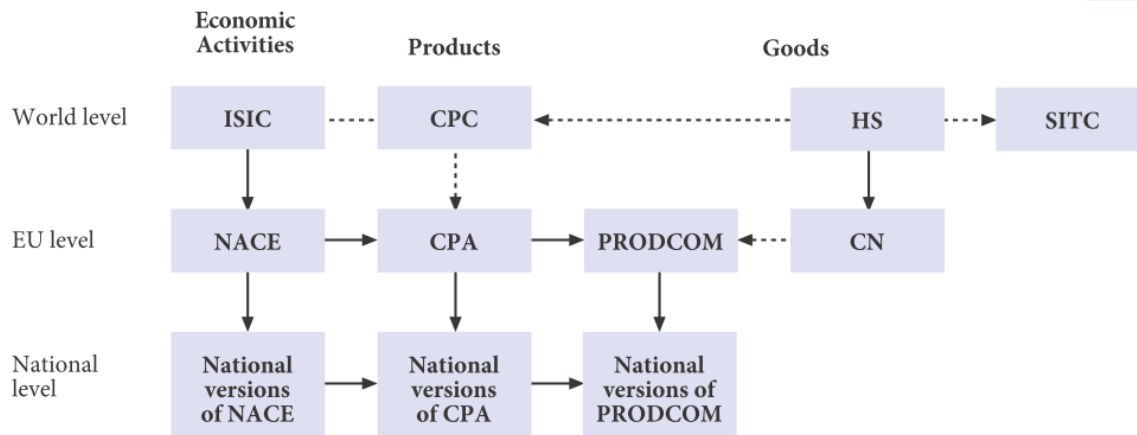 Economic
Activities
Products
Goods
World level
ISIC
CPC
HS
SITC
EU level
NACE
CPA
PRODCOM
CN
National
level
National
versions
of NACE
National
versions
of CPA
National
versions of
PRODCOM